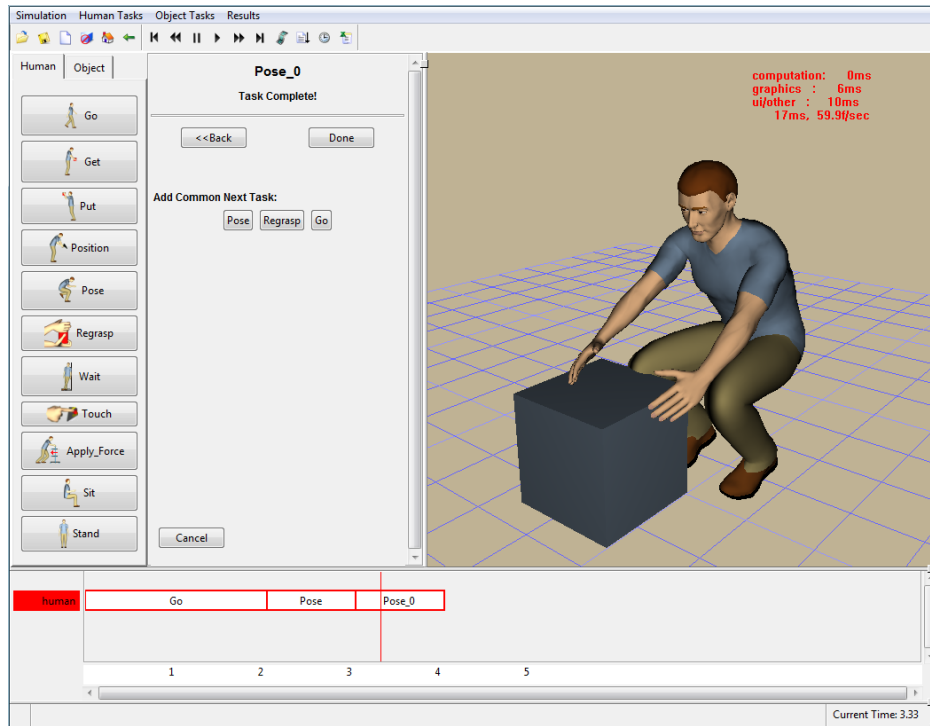 Simulation Human Tasks Object Tasks Results
Human Object
Go
Get
Put
Position
Pose
Regrasp
Wait
Touch
Apply_Force
Sit
Stand
Pose_0
Task Complete!
<<Back Done
Add Common Next Task:
Pose Regrasp Go
Cancel
computation: 0ms
graphics : 6ms
ui/other : 10ms
17ms, 59.9f/sec
human Go Pose Pose_0
1 2 3 4 5
Current Time: 3.33